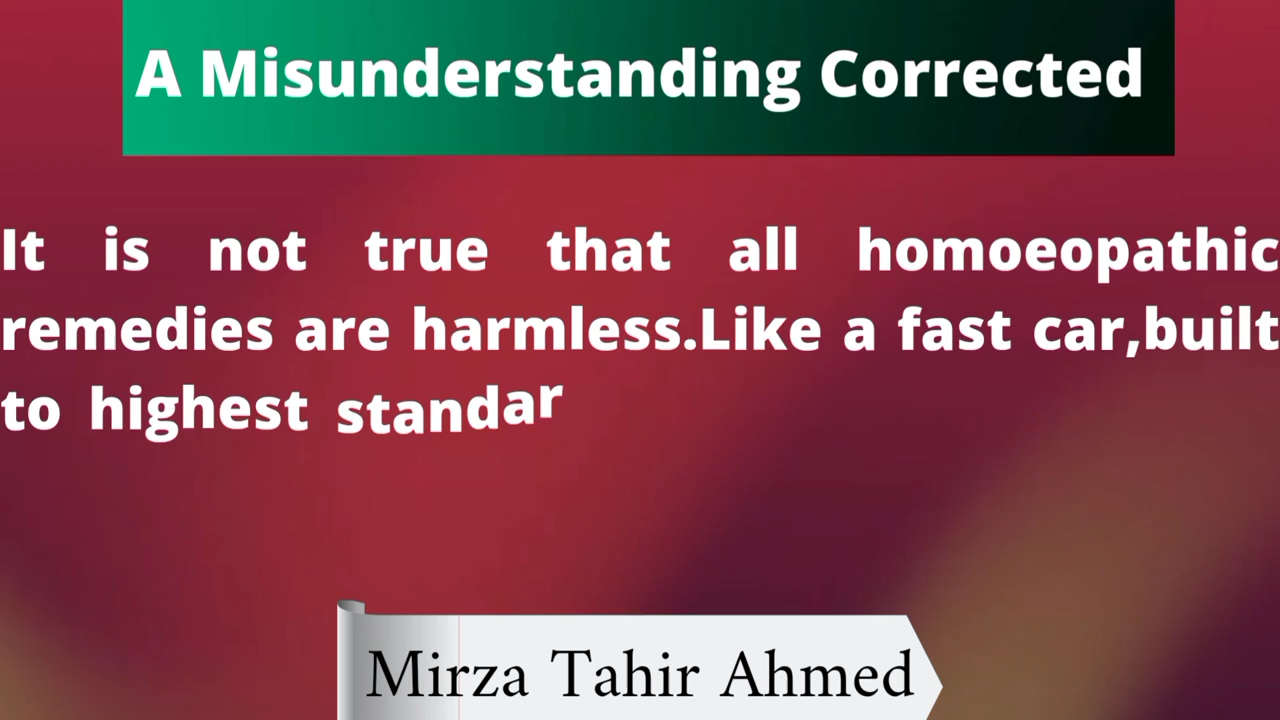 A Misunderstanding Corrected
It is not true that all homoeopathic
remedies are harmless.Like a fast car,built
to highest standar
Mirza Tahir Ahmed